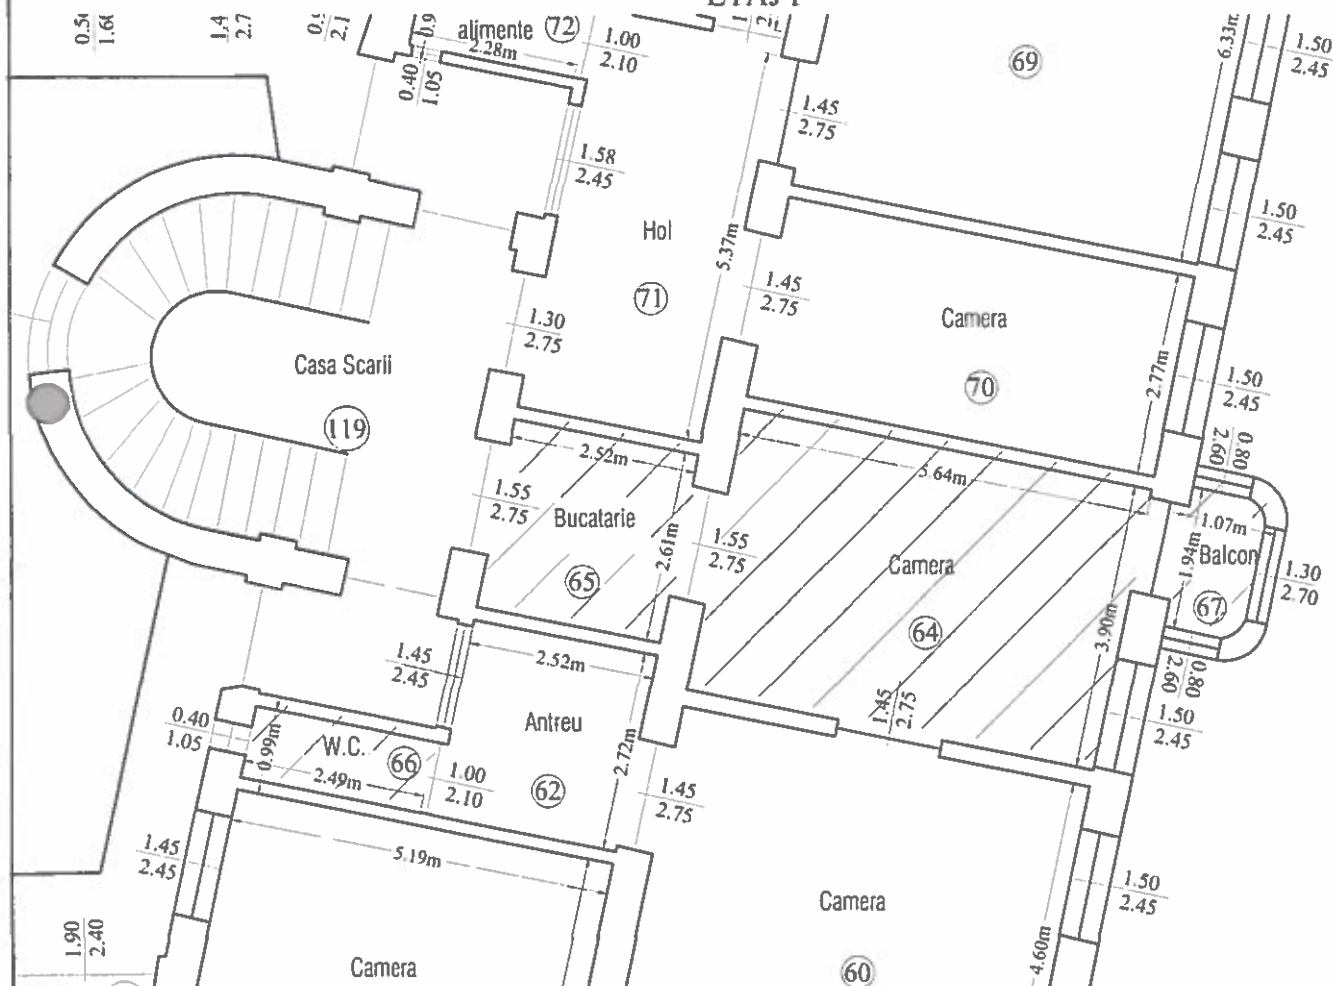 ETAJ 1
1.00
2.10
72
alimente
2.28m
0.40
1.05
69
6.33m
1.50
2.45
1.45
2.75
1.58
2.45
1.50
2.45
Hol
71
5.37m
1.45
2.75
Camera
70
2.77m
1.30
2.75
1.50
2.45
Casa Scarii
119
0.80
2.60
2.52m
5.64m
1.55
2.75
Bucatarie
65
2.61m
1.55
2.75
Camera
64
3.90m
1.07m
1.94m
Balcon
67
1.30
2.70
0.80
2.60
1.45
2.45
2.52m
1.45
2.75
1.50
2.45
0.40
1.05
0.99m
W.C.
66
2.49m
1.00
2.10
Antreu
62
2.72m
1.45
2.75
1.45
2.45
5.19m
1.50
2.45
Camera
60
4.60m
1.90
2.40
Camera